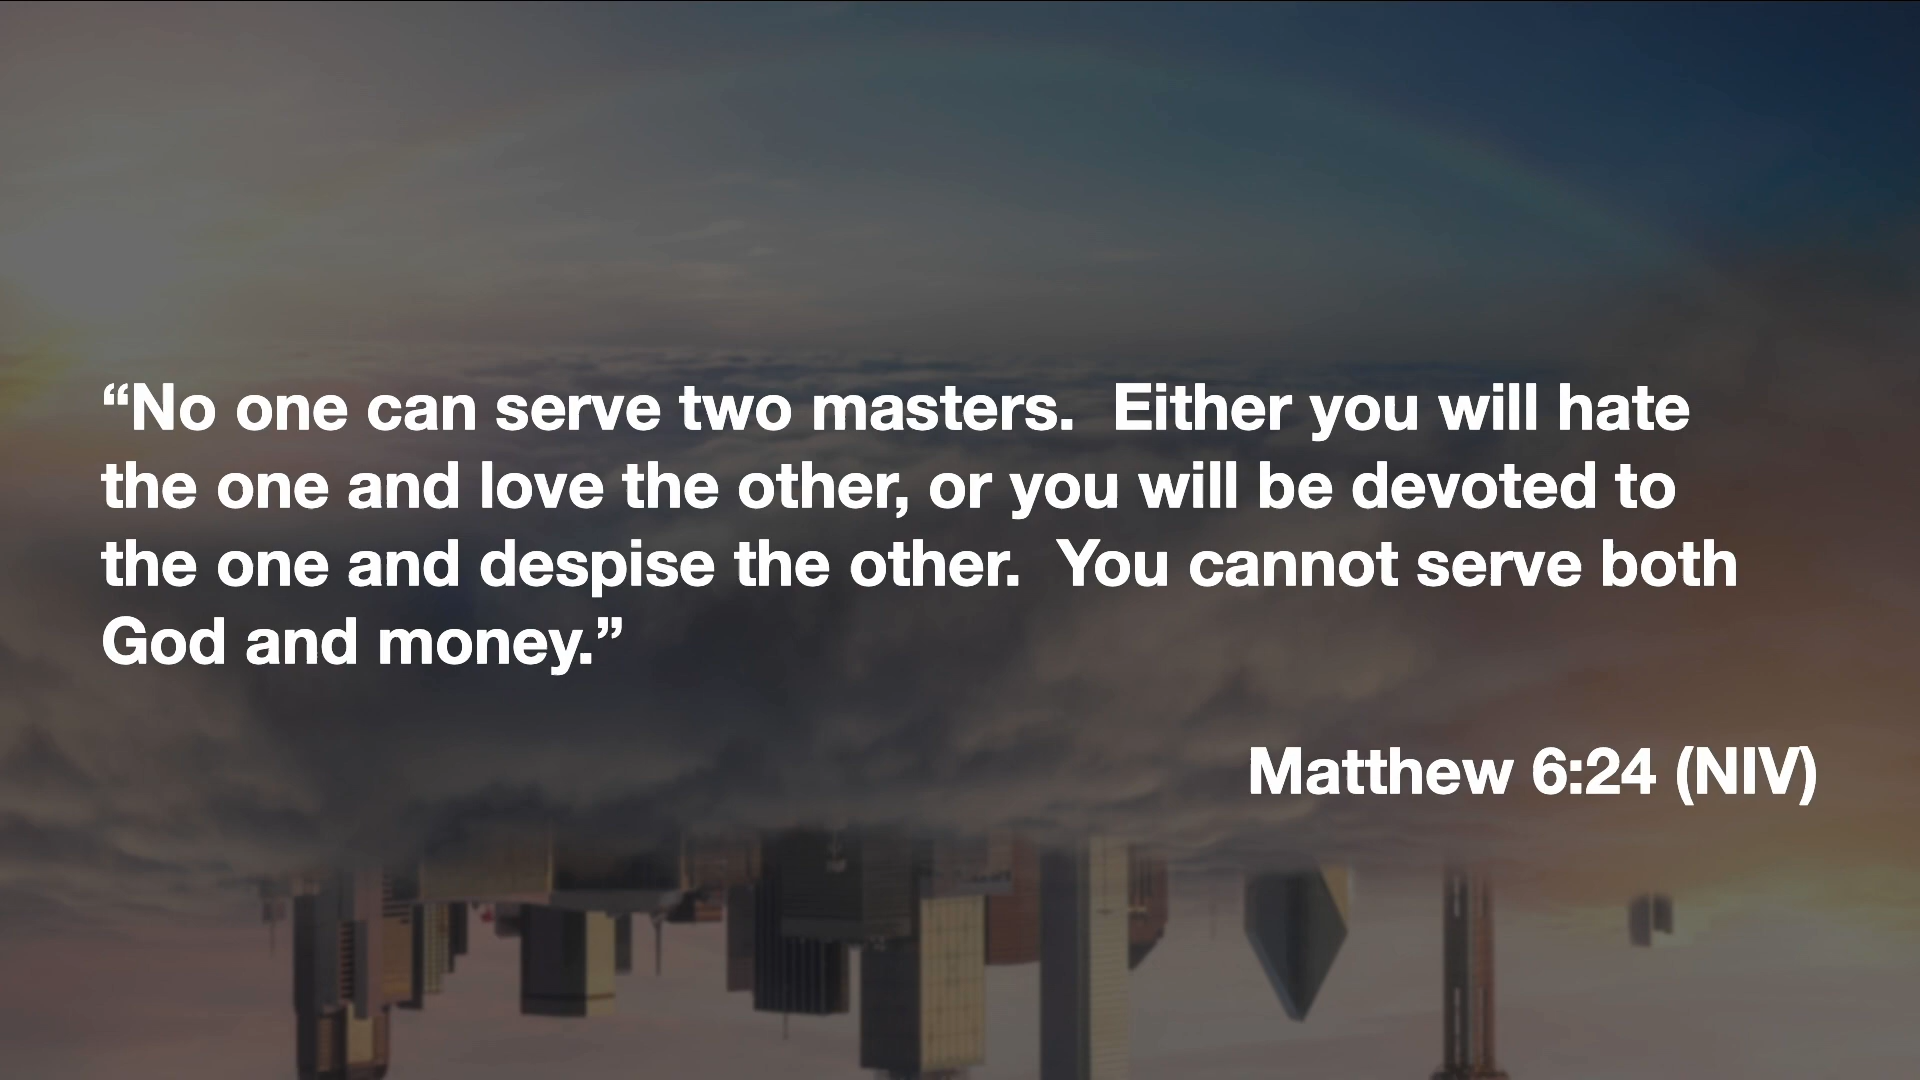 “No one can serve two masters.  Either you will hate
the one and love the other, or you will be devoted to
the one and despise the other.  You cannot serve both
God and money.”
Matthew 6:24 (NIV)